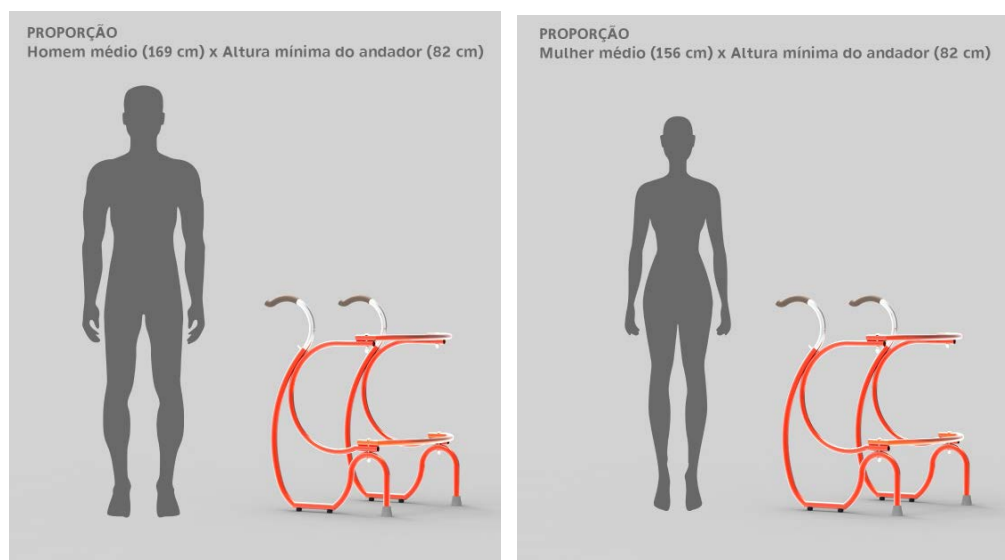 PROPORÇÃO
Homem médio (169 cm) x Altura mínima do andador (82 cm)
PROPORÇÃO
Mulher médio (156 cm) x Altura mínima do andador (82 cm)